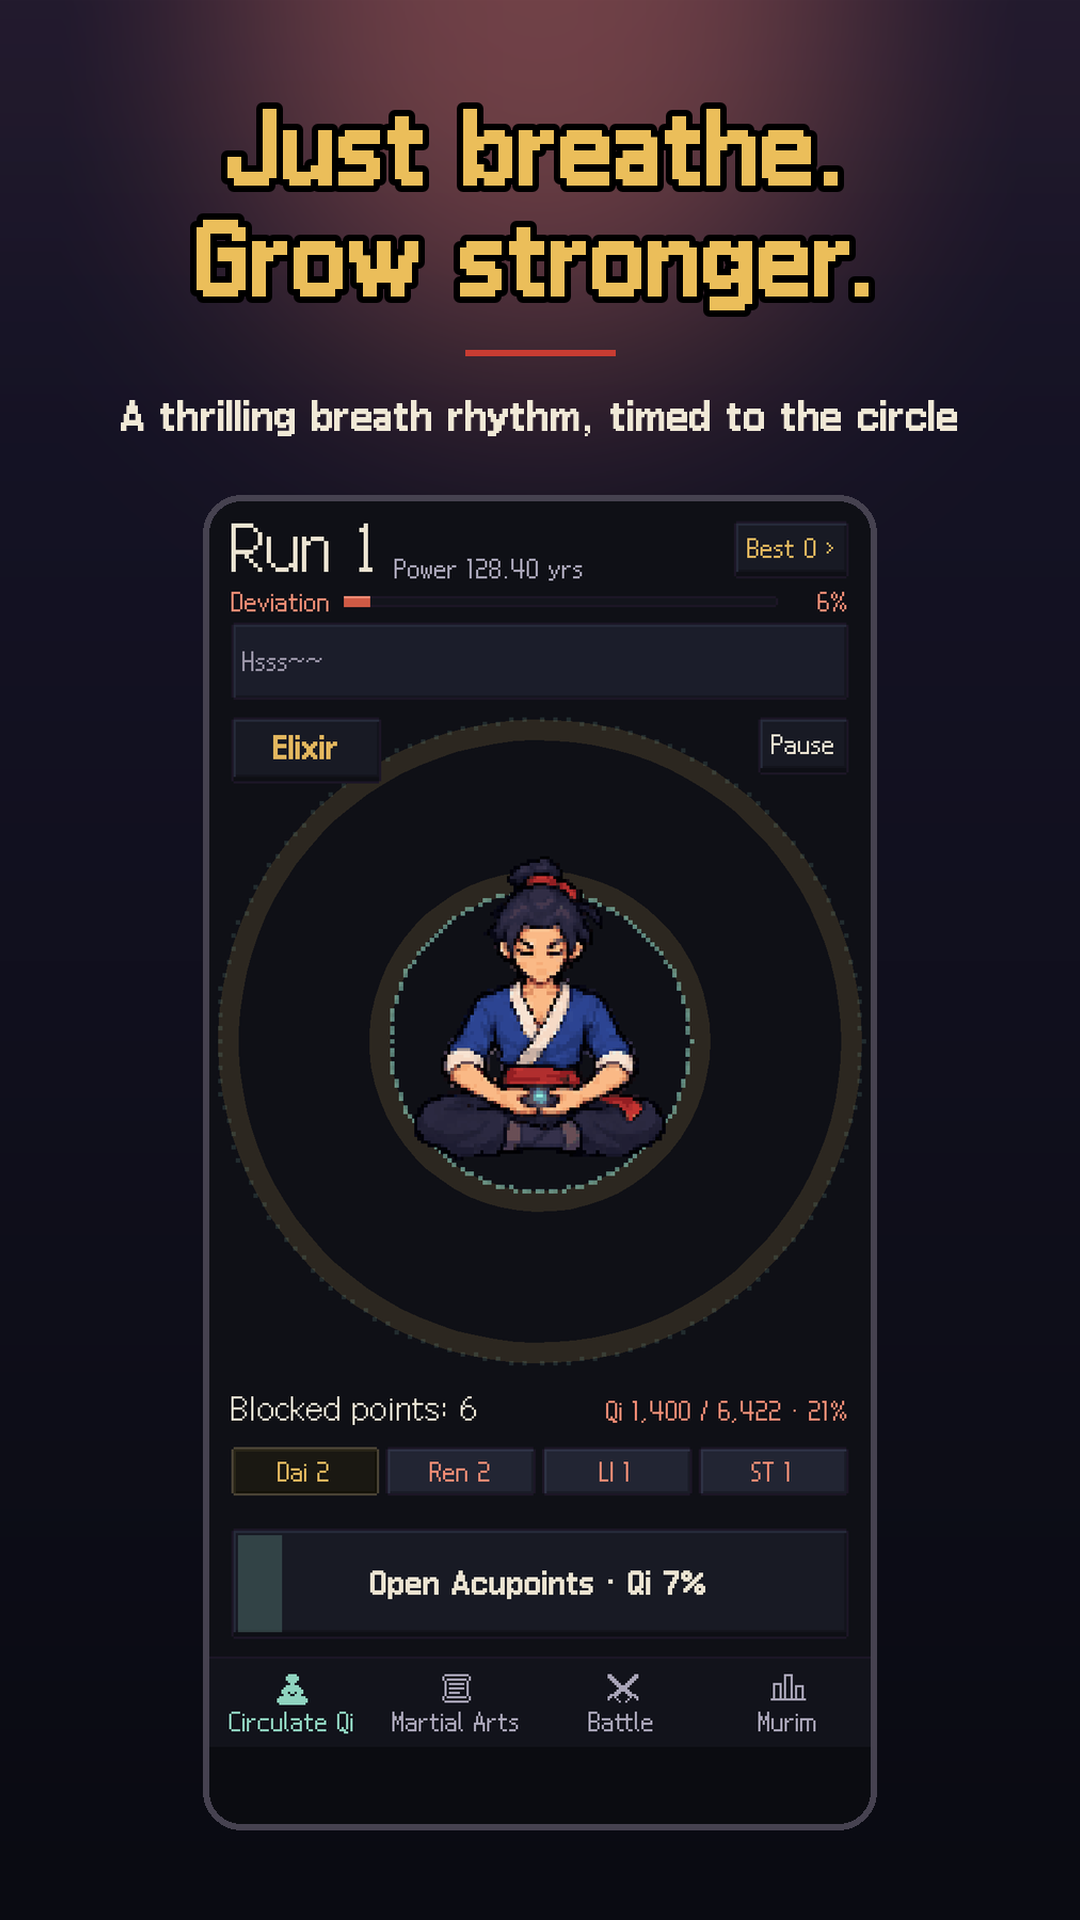 Just breathe.
Grow stronger.
A thrilling breath rhythm, timed to the circle
Run 1 Power 128.40 yrs
Best 0 >
Deviation 6%
Hsss~~
Elixir
Pause
Blocked points: 6
Qi 1,400 / 6,422 · 21%
Dai 2
Ren 2
LI 1
ST 1
Open Acupoints · Qi 7%
Circulate Qi
Martial Arts
Battle
Murim